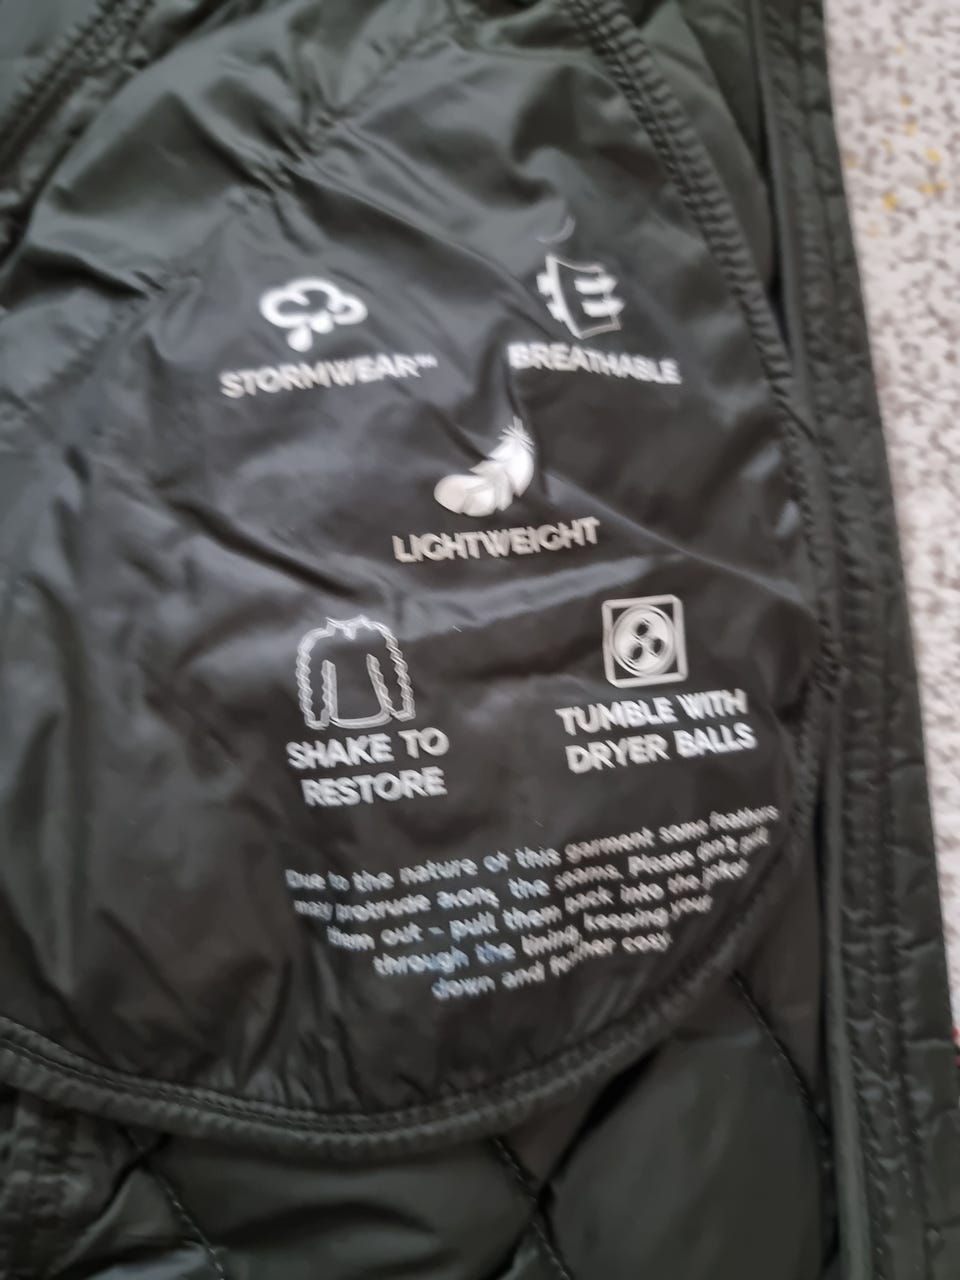 STORMWEAR™
BREATHABLE
LIGHTWEIGHT
SHAKE TO
RESTORE
TUMBLE WITH
DRYER BALLS
Due to the nature of this garment some feathers
may protrude along the seams. Please don't pull
them out - pull them back into the jacket
through the lining, keeping your
down and feather cosy